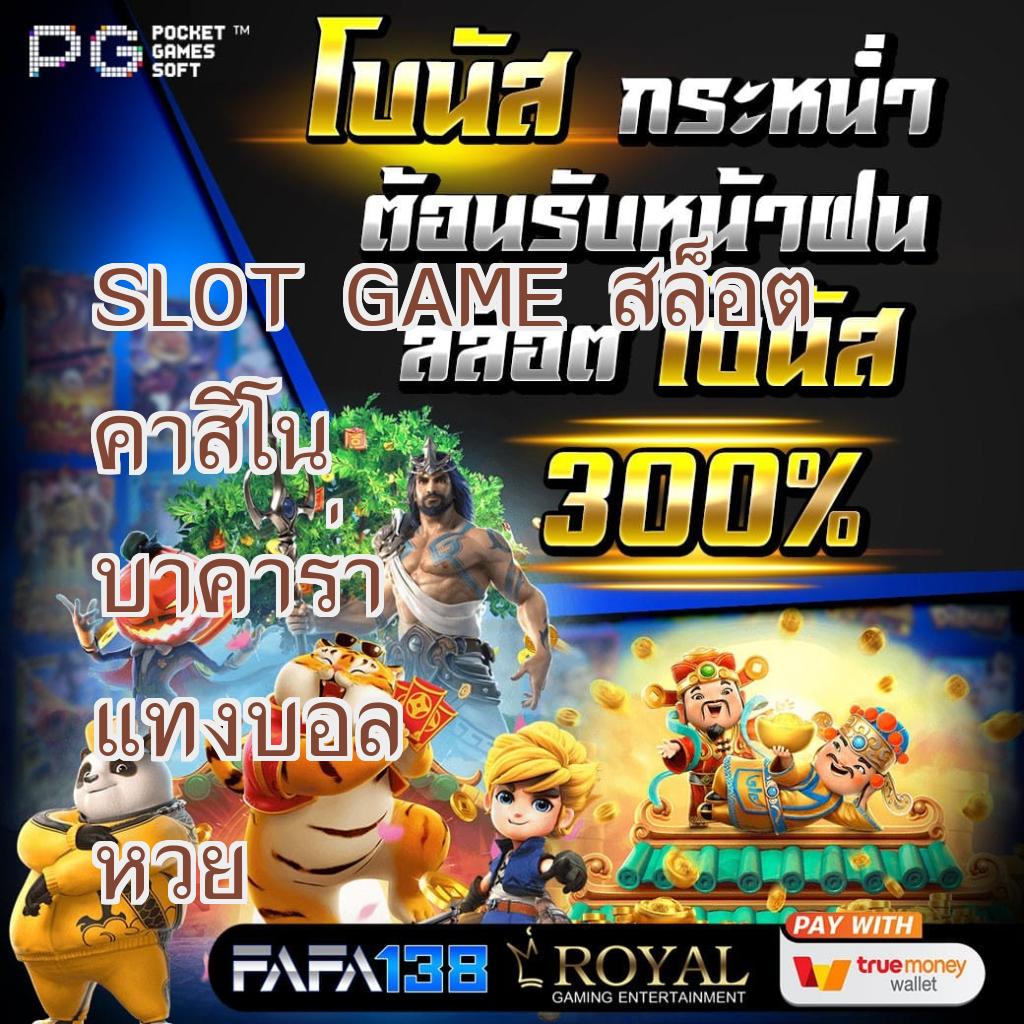 PG POCKET GAMES SOFT ™
โบนัส กระหน่ำ
ต้อนรับหน้าฝน
SLOT GAME สล็อต
สล็อต โบนัส
คาสิโน
300%
บาคาร่า
แทงบอล
หวย
PAY WITH
FAFA138
ROYAL
GAMING ENTERTAINMENT
truemoney
wallet